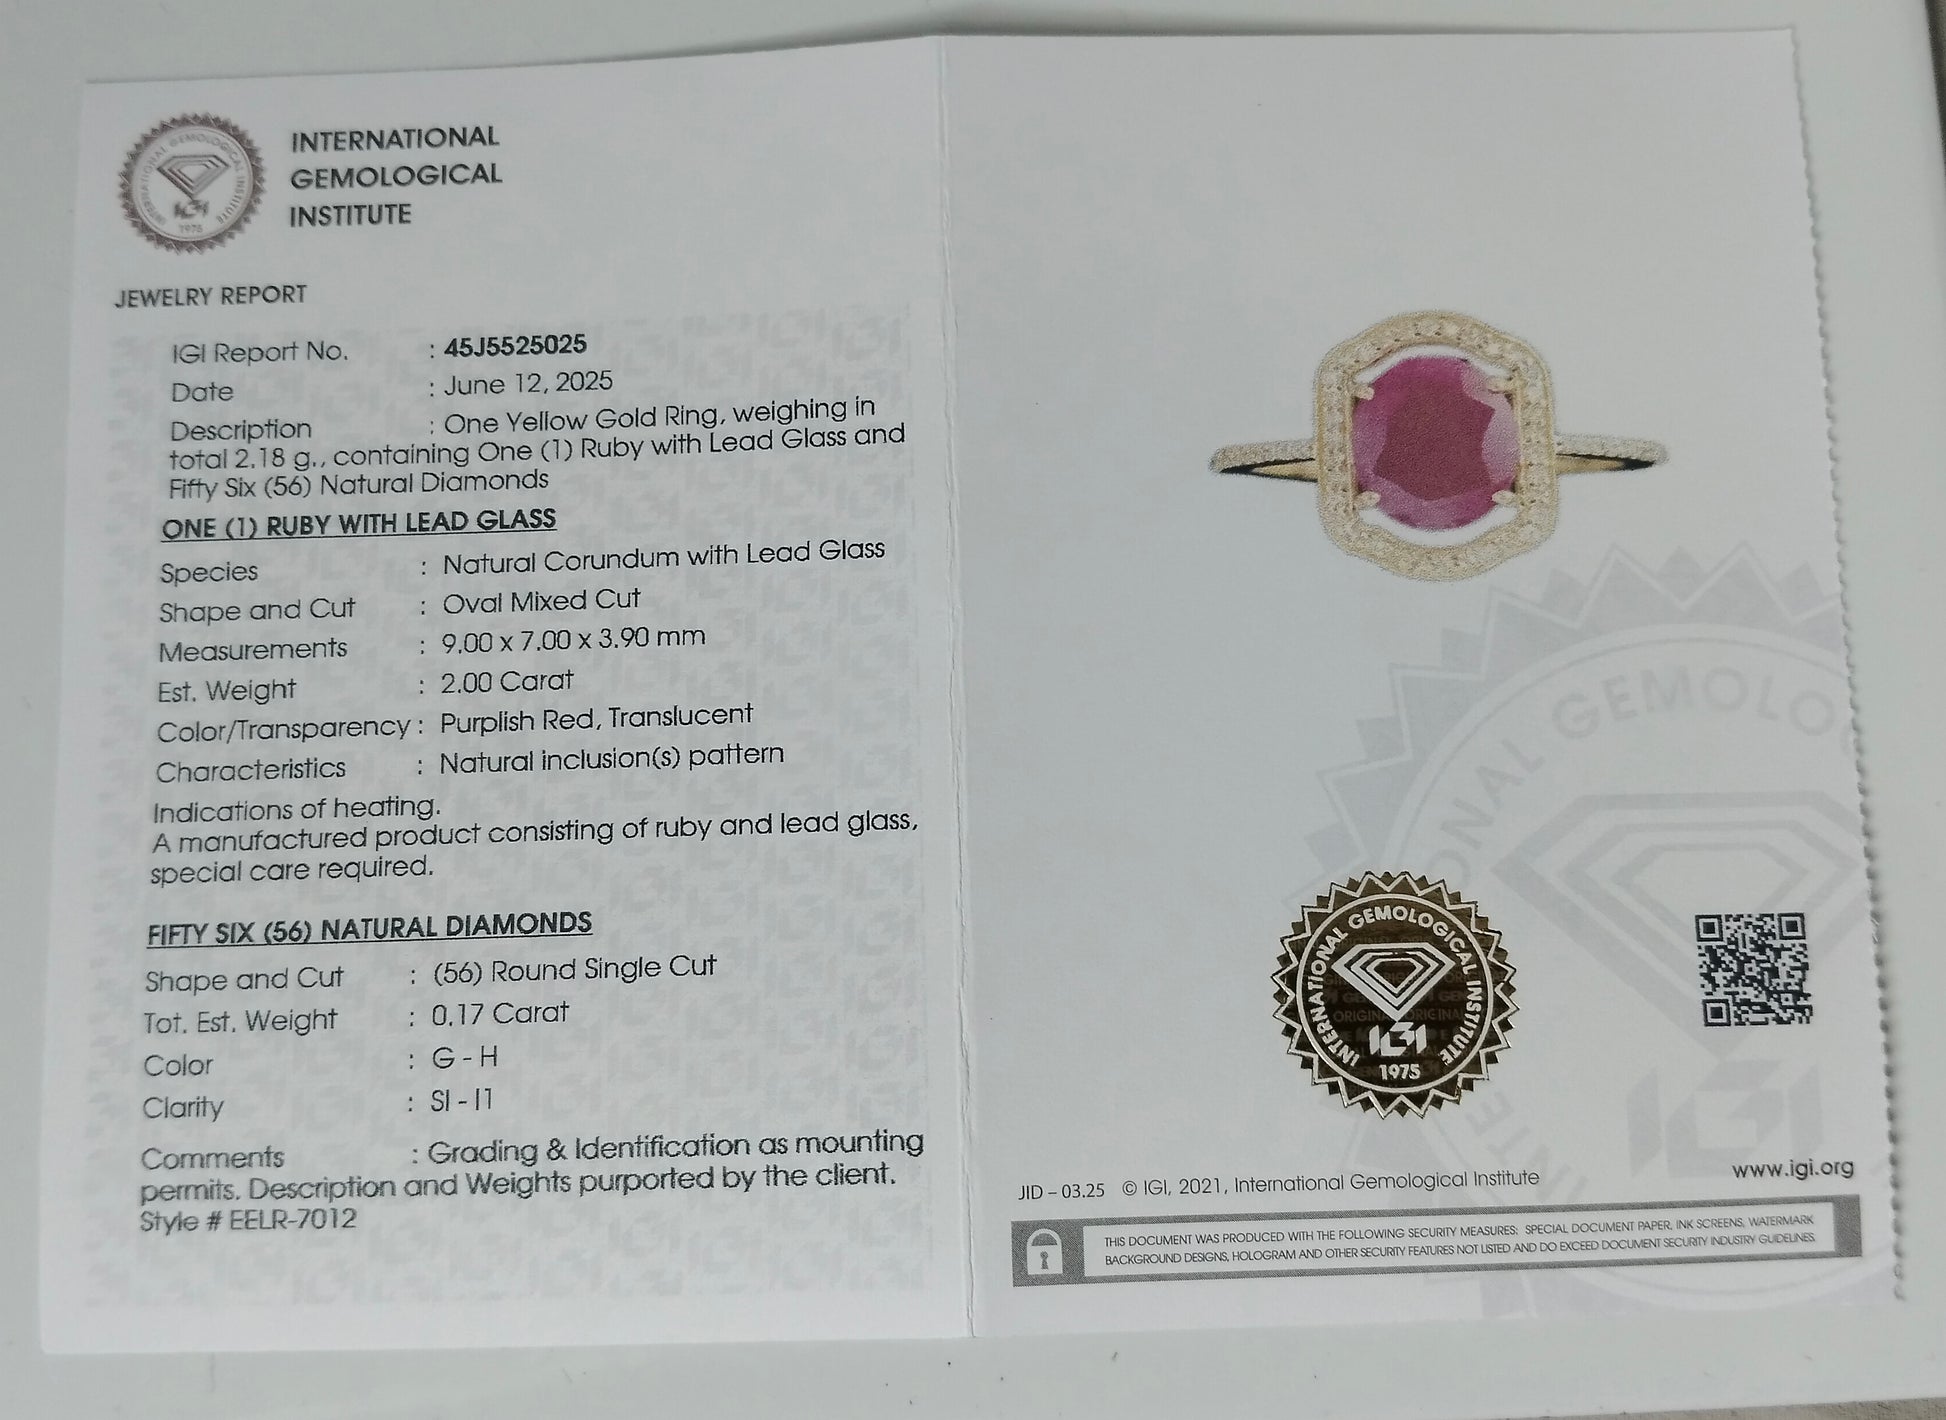 INTERNATIONAL
GEMOLOGICAL
INSTITUTE
JEWELRY REPORT
IGI Report No. : 45J5525025
Date : June 12, 2025
Description : One Yellow Gold Ring, weighing in
total 2.18 g., containing One (1) Ruby with Lead Glass and
Fifty Six (56) Natural Diamonds
ONE (1) RUBY WITH LEAD GLASS
Species : Natural Corundum with Lead Glass
Shape and Cut : Oval Mixed Cut
Measurements : 9.00 x 7.00 x 3.90 mm
Est. Weight : 2.00 Carat
Color/Transparency : Purplish Red, Translucent
Characteristics : Natural inclusion(s) pattern
Indications of heating.
A manufactured product consisting of ruby and lead glass,
special care required.
FIFTY SIX (56) NATURAL DIAMONDS
Shape and Cut : (56) Round Single Cut
Tot. Est. Weight : 0.17 Carat
Color : G - H
Clarity : SI - I1
Comments : Grading & Identification as mounting
permits. Description and Weights purported by the client.
Style # EELR-7012
INTERNATIONAL GEMOLOGICAL INSTITUTE
IGI
1975
INTERNATIONAL GEMOLOGICAL INSTITUTE
IGI
1975
www.igi.org
JID – 03.25 © IGI, 2021, International Gemological Institute
THIS DOCUMENT WAS PRODUCED WITH THE FOLLOWING SECURITY MEASURES: SPECIAL DOCUMENT PAPER, INK SCREENS, WATERMARK
BACKGROUND DESIGNS, HOLOGRAM AND OTHER SECURITY FEATURES NOT LISTED AND DO EXCEED DOCUMENT SECURITY INDUSTRY GUIDELINES.